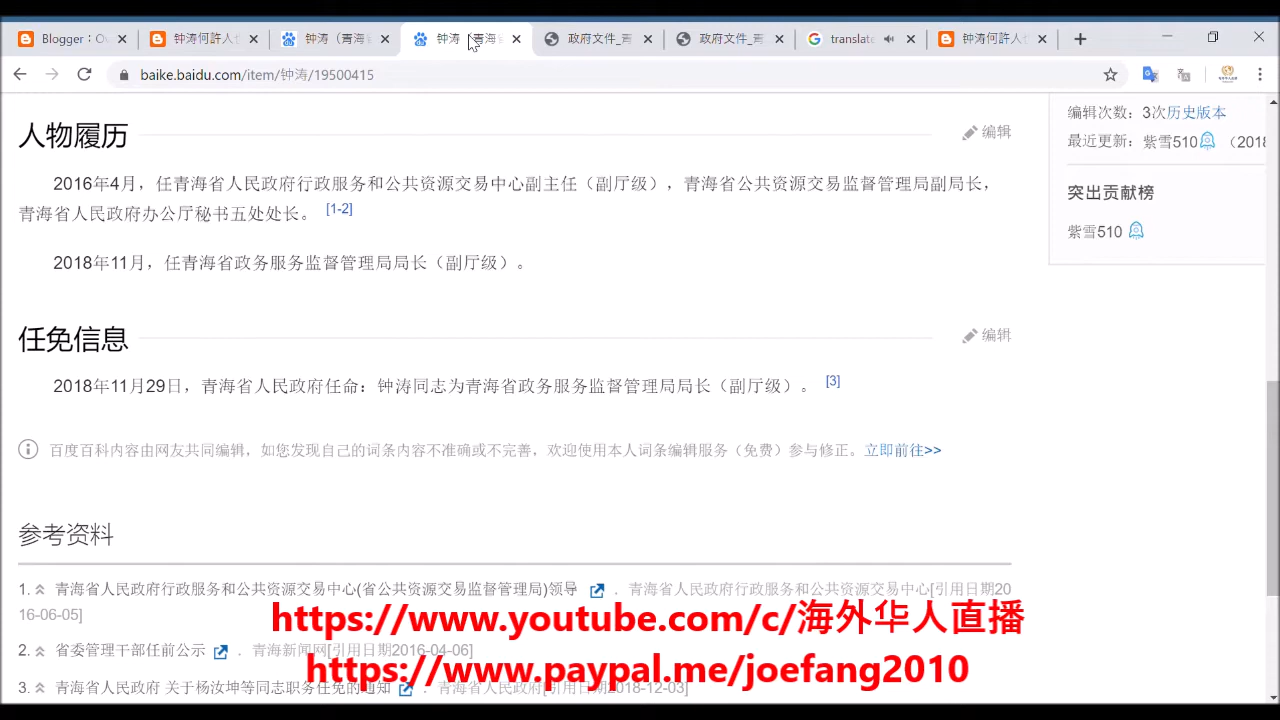 Blogger：Ov
钟涛何許人也
钟涛（青海省
钟涛（青海省
政府文件_青
政府文件_青
translate
钟涛何許人也
baike.baidu.com/item/钟涛/19500415
人物履历
编辑
2016年4月，任青海省人民政府行政服务和公共资源交易中心副主任（副厅级），青海省公共资源交易监督管理局副局长，
青海省人民政府办公厅秘书五处处长。 [1-2]
2018年11月，任青海省政务服务监督管理局局长（副厅级）。
任免信息
编辑
2018年11月29日，青海省人民政府任命：钟涛同志为青海省政务服务监督管理局局长（副厅级）。 [3]
百度百科内容由网友共同编辑，如您发现自己的词条内容不准确或不完善，欢迎使用本人词条编辑服务（免费）参与修正。立即前往>>
参考资料
1. 青海省人民政府行政服务和公共资源交易中心(省公共资源交易监督管理局)领导 ．青海省人民政府行政服务和公共资源交易中心[引用日期20
16-06-05]
2. 省委管理干部任前公示 ．青海新闻网[引用日期2016-04-06]
3. 青海省人民政府 关于杨汝坤等同志职务任免的通知 ．青海省人民政府[引用日期2018-12-03]
编辑次数：3次历史版本
最近更新：紫雪510 （2018
突出贡献榜
紫雪510
https://www.youtube.com/c/海外华人直播
https://www.paypal.me/joefang2010